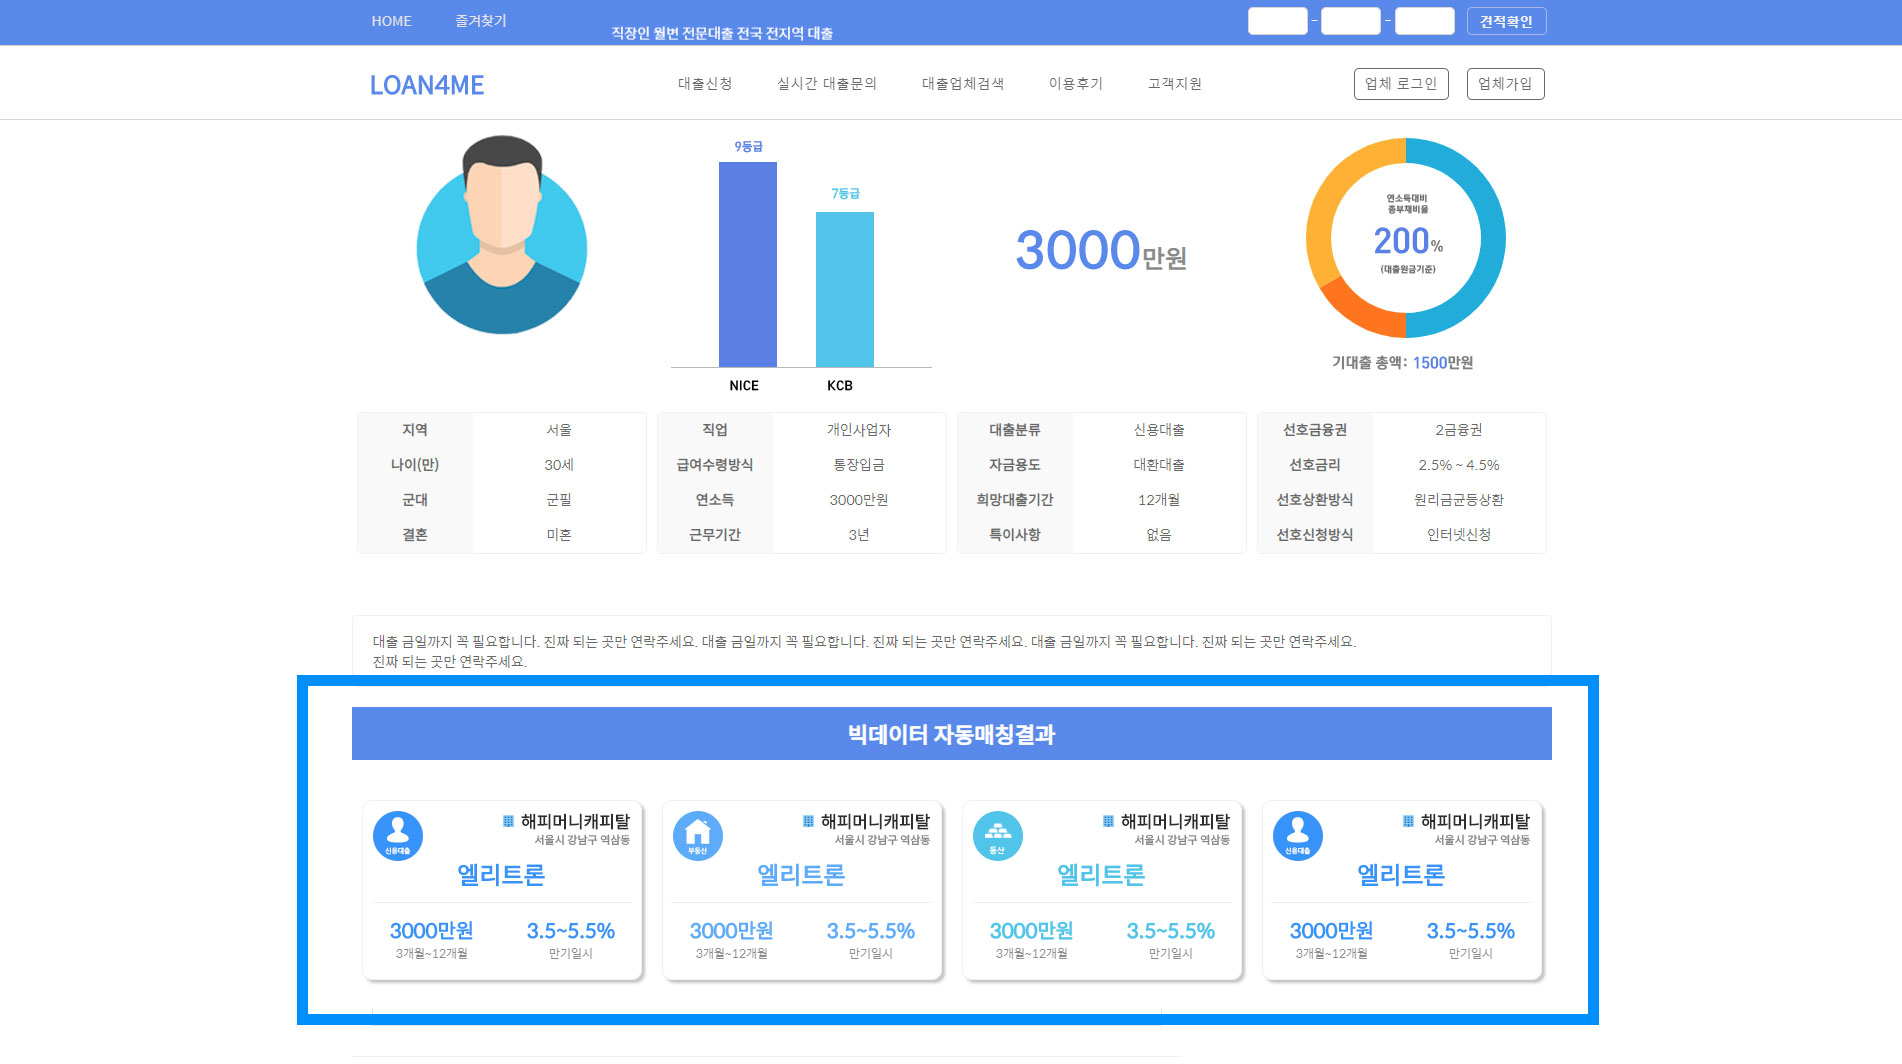 HOME 즐겨찾기 직장인 월변 전문대출 전국 전지역 대출 - - 견적확인
LOAN4ME 대출신청 실시간 대출문의 대출업체검색 이용후기 고객지원 업체 로그인 업체가입
9등급
7등급
NICE KCB
3000만원
연소득대비
총부채비율
200%
(대출원금기준)
기대출 총액: 1500만원
지역 서울
나이(만) 30세
군대 군필
결혼 미혼
직업 개인사업자
급여수령방식 통장입금
연소득 3000만원
근무기간 3년
대출분류 신용대출
자금용도 대환대출
희망대출기간 12개월
특이사항 없음
선호금융권 2금융권
선호금리 2.5% ~ 4.5%
선호상환방식 원리금균등상환
선호신청방식 인터넷신청
대출 금일까지 꼭 필요합니다. 진짜 되는 곳만 연락주세요. 대출 금일까지 꼭 필요합니다. 진짜 되는 곳만 연락주세요. 대출 금일까지 꼭 필요합니다. 진짜 되는 곳만 연락주세요.
진짜 되는 곳만 연락주세요.
빅데이터 자동매칭결과
신용대출
해피머니캐피탈
서울시 강남구 역삼동
엘리트론
3000만원 3.5~5.5%
3개월~12개월 만기일시
부동산
해피머니캐피탈
서울시 강남구 역삼동
엘리트론
3000만원 3.5~5.5%
3개월~12개월 만기일시
동산
해피머니캐피탈
서울시 강남구 역삼동
엘리트론
3000만원 3.5~5.5%
3개월~12개월 만기일시
신용대출
해피머니캐피탈
서울시 강남구 역삼동
엘리트론
3000만원 3.5~5.5%
3개월~12개월 만기일시